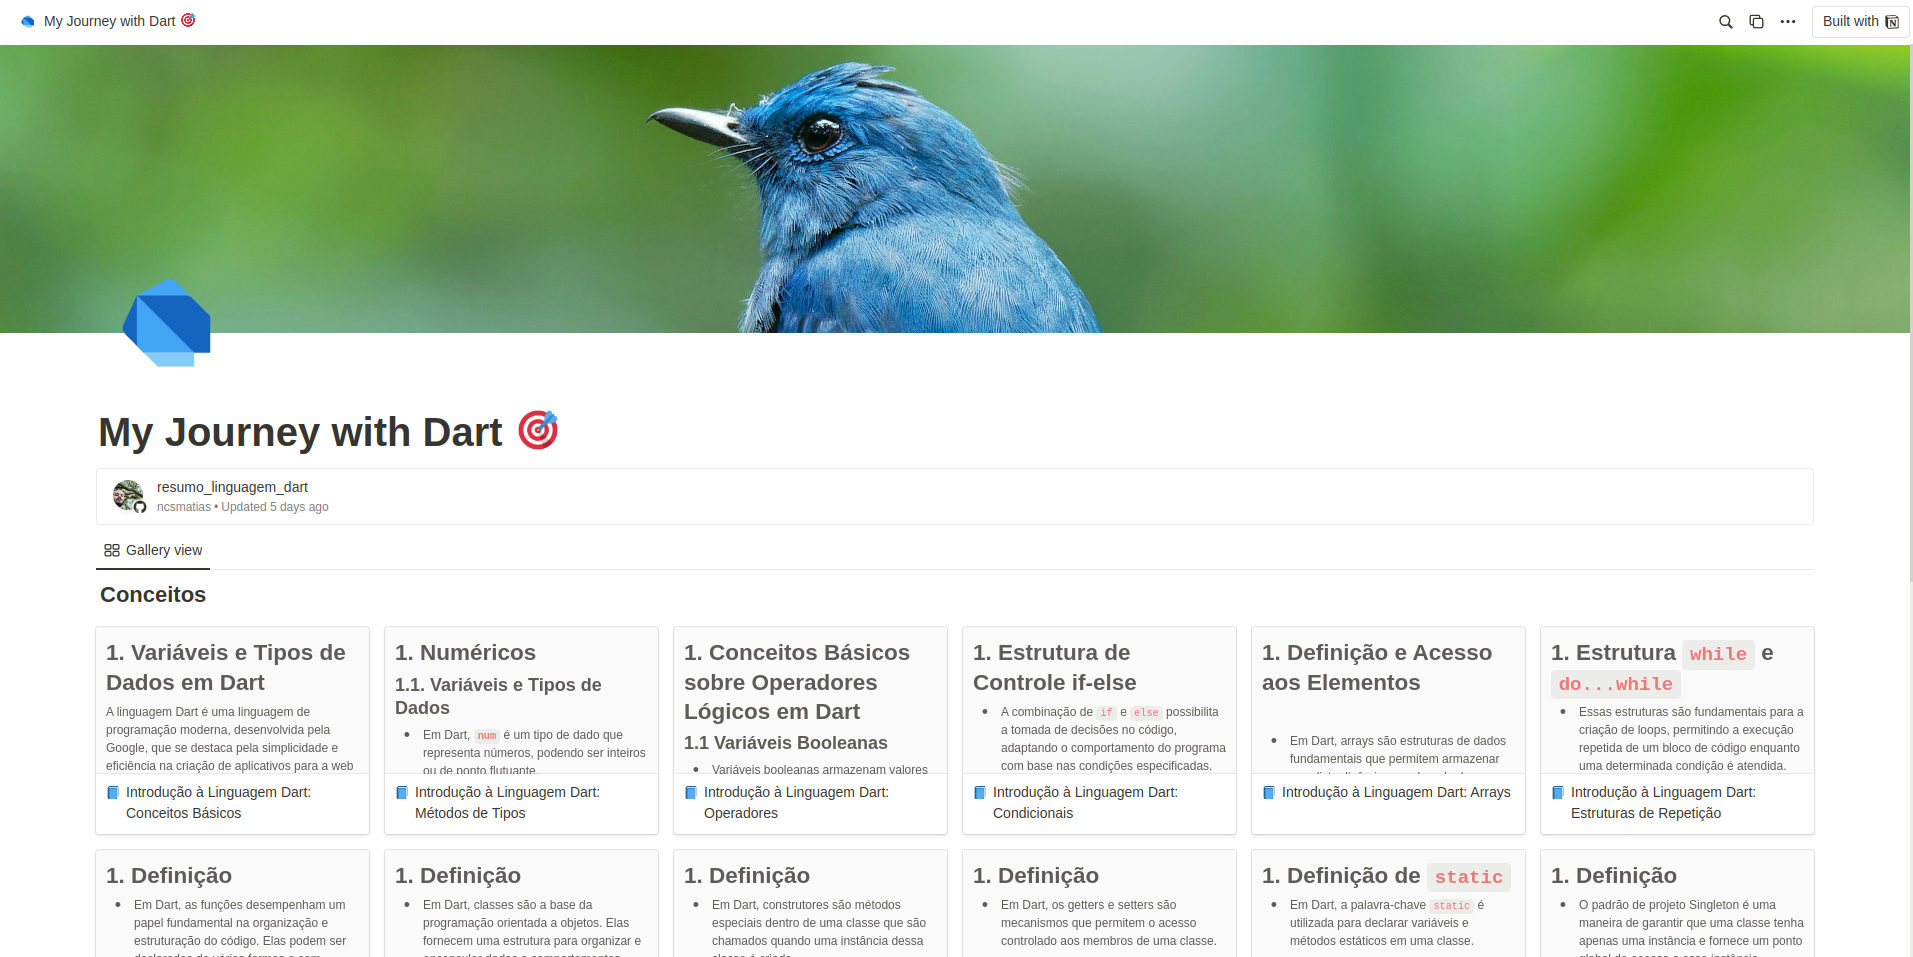 My Journey with Dart
Built with
My Journey with Dart
resumo_linguagem_dart
ncsmatias • Updated 5 days ago
Gallery view
Conceitos
1. Variáveis e Tipos de
Dados em Dart
A linguagem Dart é uma linguagem de
programação moderna, desenvolvida pela
Google, que se destaca pela simplicidade e
eficiência na criação de aplicativos para a web
Introdução à Linguagem Dart:
Conceitos Básicos
1. Numéricos
1.1. Variáveis e Tipos de
Dados
• Em Dart, num é um tipo de dado que
representa números, podendo ser inteiros
ou de ponto flutuante.
Introdução à Linguagem Dart:
Métodos de Tipos
1. Conceitos Básicos
sobre Operadores
Lógicos em Dart
1.1 Variáveis Booleanas
• Variáveis booleanas armazenam valores
Introdução à Linguagem Dart:
Operadores
1. Estrutura de
Controle if-else
• A combinação de if e else possibilita
a tomada de decisões no código,
adaptando o comportamento do programa
com base nas condições especificadas.
Introdução à Linguagem Dart:
Condicionais
1. Definição e Acesso
aos Elementos
• Em Dart, arrays são estruturas de dados
fundamentais que permitem armazenar
Introdução à Linguagem Dart: Arrays
1. Estrutura while e
do...while
• Essas estruturas são fundamentais para a
criação de loops, permitindo a execução
repetida de um bloco de código enquanto
uma determinada condição é atendida.
Introdução à Linguagem Dart:
Estruturas de Repetição
1. Definição
• Em Dart, as funções desempenham um
papel fundamental na organização e
estruturação do código. Elas podem ser
1. Definição
• Em Dart, classes são a base da
programação orientada a objetos. Elas
fornecem uma estrutura para organizar e
1. Definição
• Em Dart, construtores são métodos
especiais dentro de uma classe que são
chamados quando uma instância dessa
1. Definição
• Em Dart, os getters e setters são
mecanismos que permitem o acesso
controlado aos membros de uma classe.
1. Definição de static
• Em Dart, a palavra-chave static é
utilizada para declarar variáveis e
métodos estáticos em uma classe.
1. Definição
• O padrão de projeto Singleton é uma
maneira de garantir que uma classe tenha
apenas uma instância e fornece um ponto